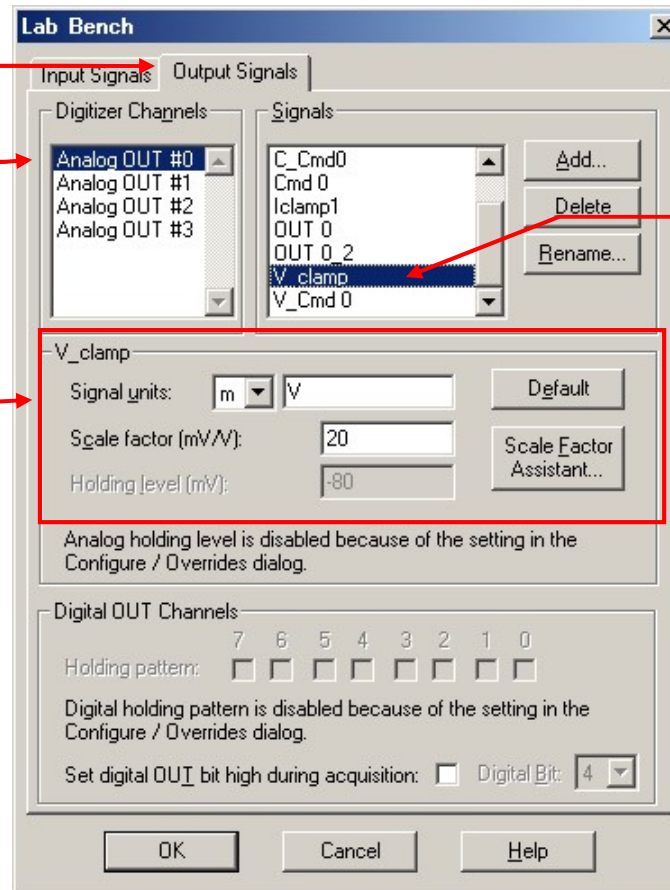 Lab Bench
Input Signals
Output Signals
Digitizer Channels
Analog OUT #0
Analog OUT #1
Analog OUT #2
Analog OUT #3
Signals
C_Cmd0
Cmd 0
Iclamp1
OUT 0
OUT 0_2
V_clamp
V_Cmd 0
Add...
Delete
Rename...
V_clamp
Signal units: m V
Default
Scale factor (mV/V): 20
Scale Factor
Assistant...
Holding level (mV): -80
Analog holding level is disabled because of the setting in the
Configure / Overrides dialog.
Digital OUT Channels
7 6 5 4 3 2 1 0
Holding pattern:
Digital holding pattern is disabled because of the setting in the
Configure / Overrides dialog.
Set digital OUT bit high during acquisition: Digital Bit: 4
OK Cancel Help